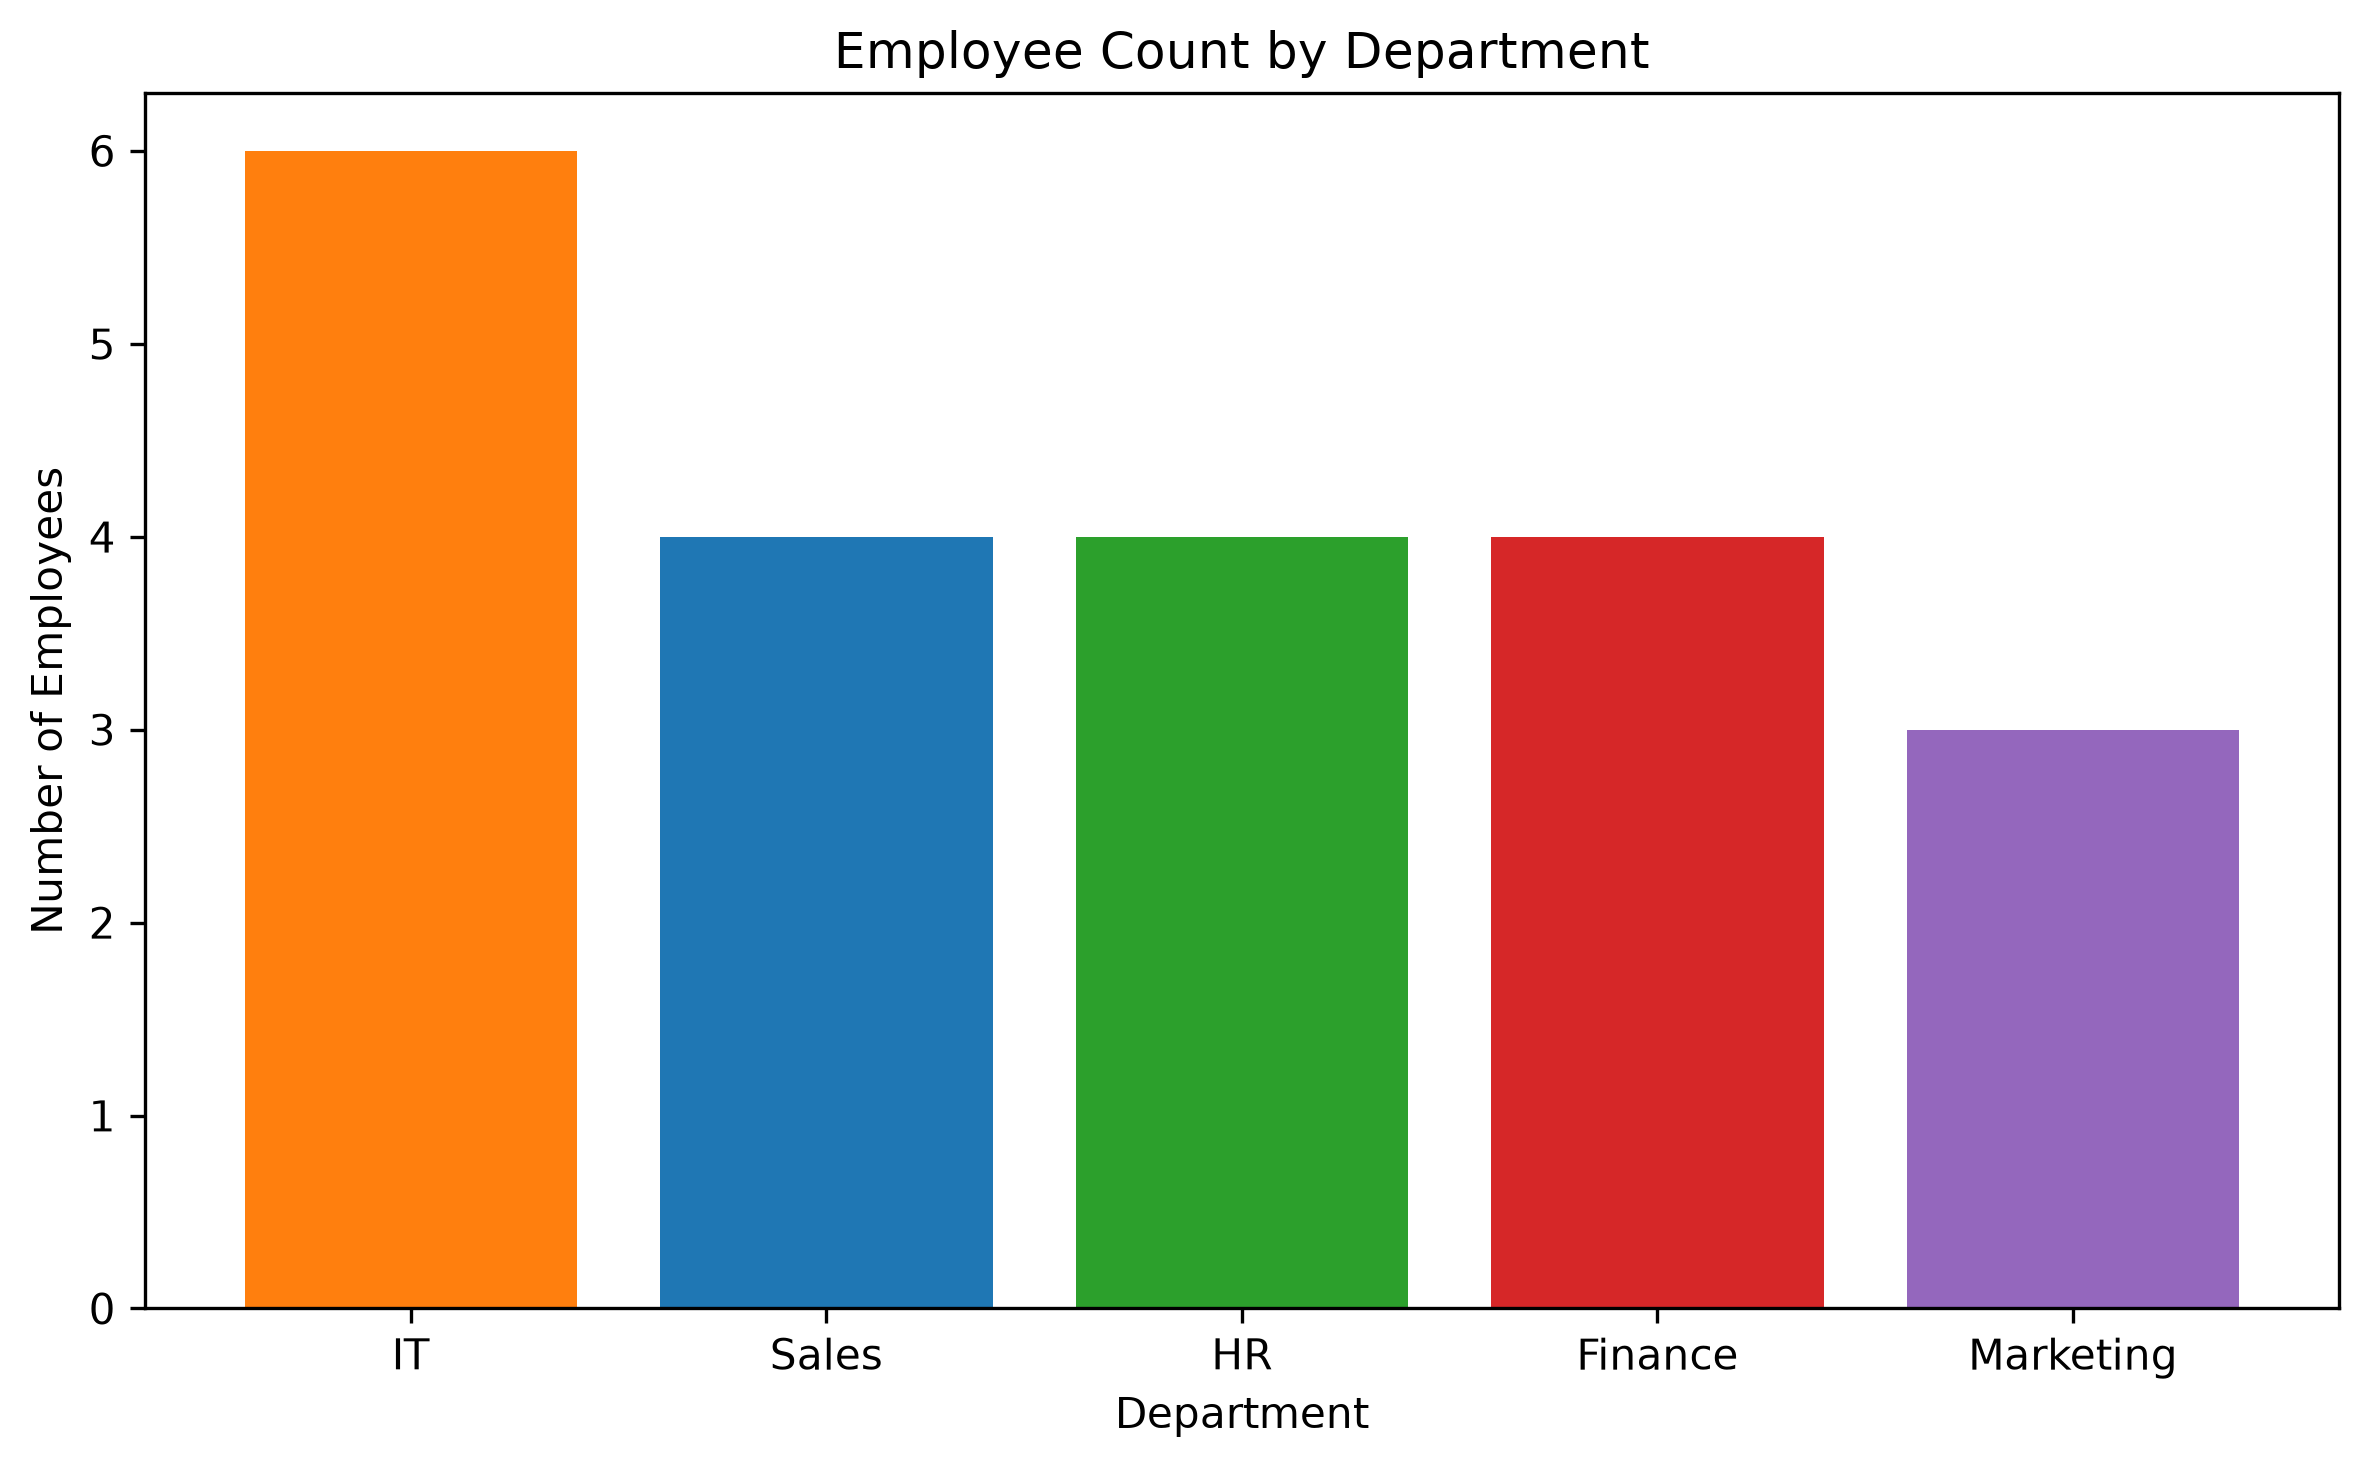 Employee Count by Department
Number of Employees
6
5
4
3
2
1
0
IT Sales HR Finance Marketing
Department